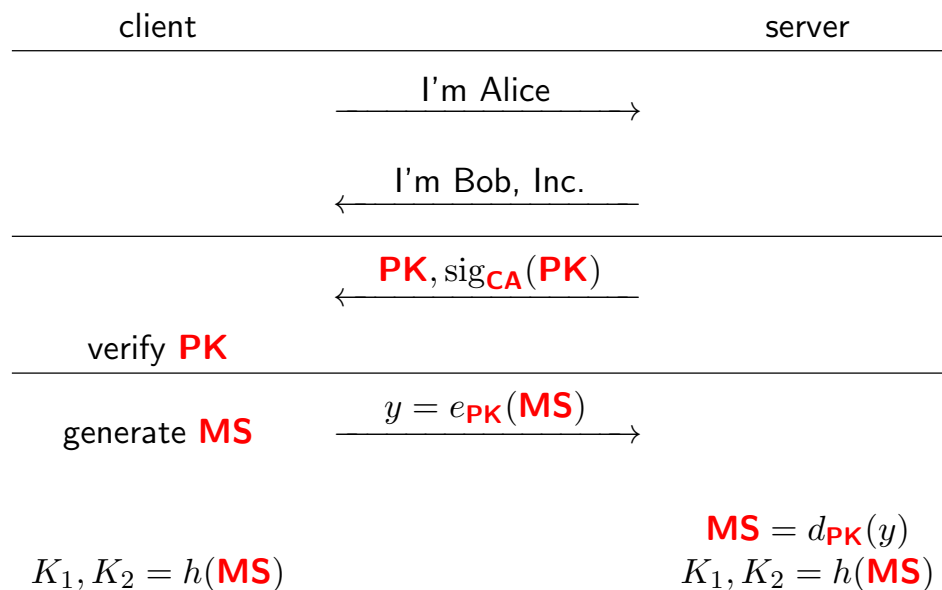 client server
I'm Alice
I'm Bob, Inc.
PK, sig_CA(PK)
verify PK
generate MS y = e_PK(MS)
MS = d_PK(y)
K_1, K_2 = h(MS) K_1, K_2 = h(MS)